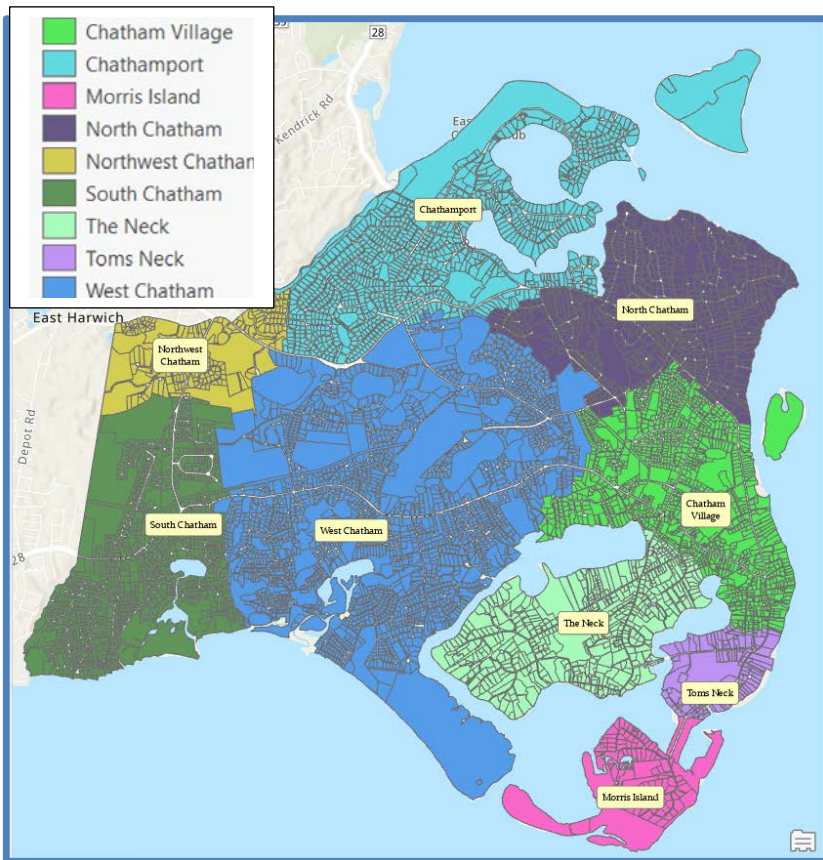 Chatham Village
Chathamport
Morris Island
North Chatham
Northwest Chatham
South Chatham
The Neck
Toms Neck
West Chatham
28
Kendrick Rd
Chathamport
North Chatham
East Harwich
Northwest
Chatham
Depot Rd
Chatham
Village
South Chatham
West Chatham
28
The Neck
Toms Neck
Morris Island